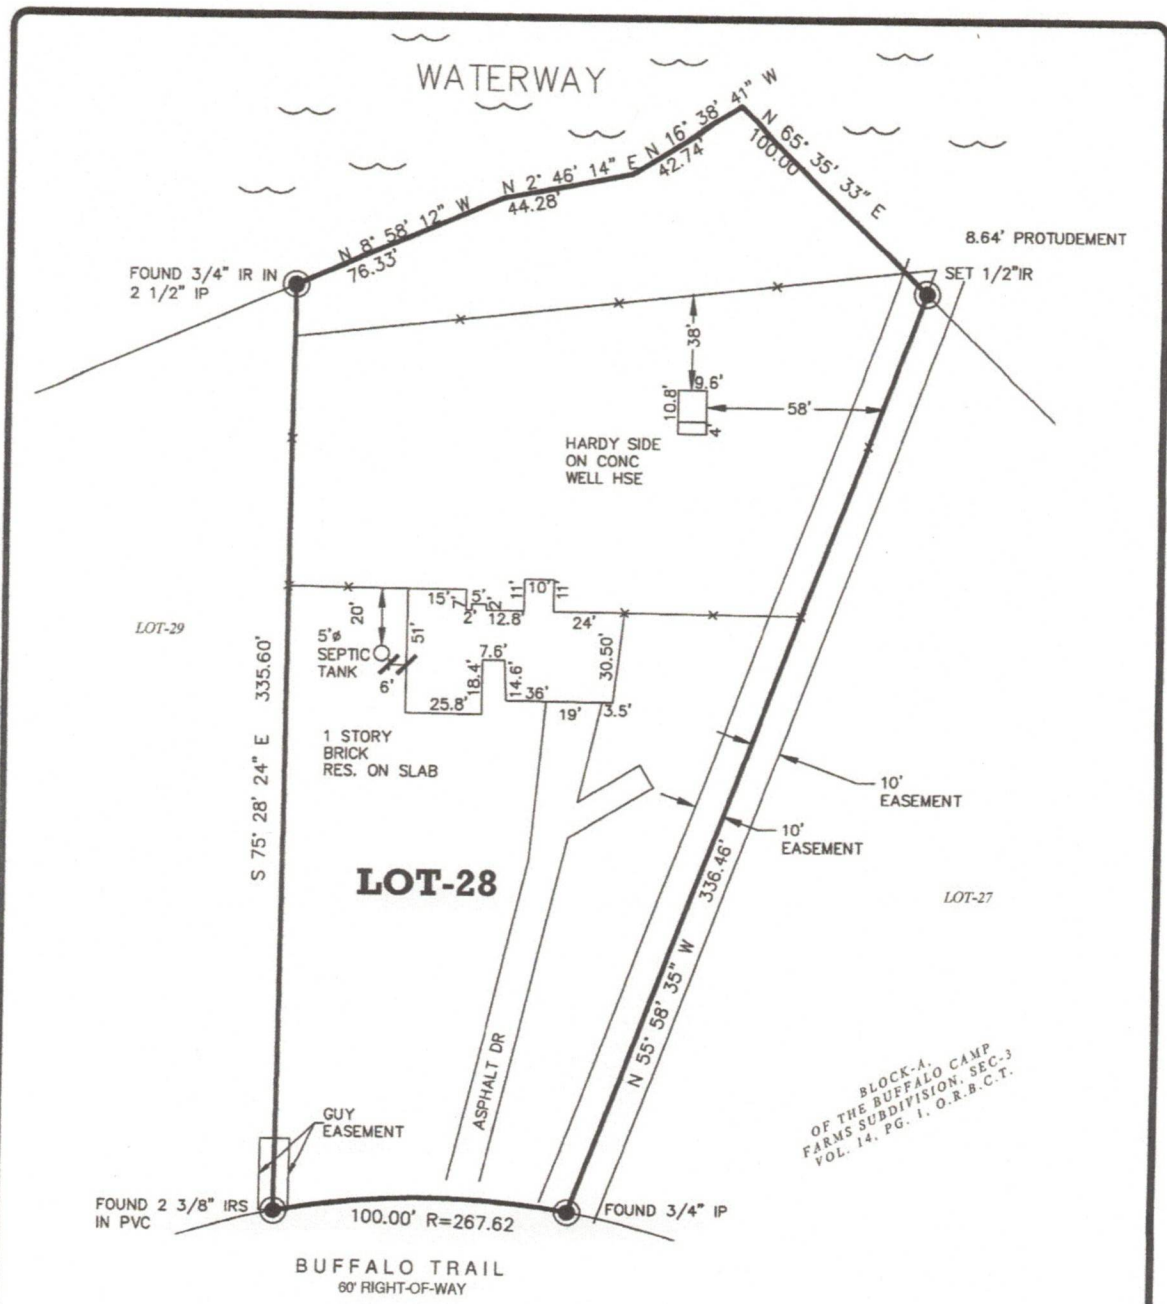 WATERWAY
N 16° 38' 41" W
42.74'
N 65° 35' 33" E
100.00
N 2° 46' 14" E
44.28'
N 8° 58' 12" W
76.33'
8.64' PROTUDEMENT
FOUND 3/4" IR IN
2 1/2" IP
SET 1/2"IR
38'
9.6'
10.8'
4'
58'
HARDY SIDE
ON CONC
WELL HSE
LOT-29
20'
5'ø
SEPTIC
TANK
6'
51'
15'
7'
2'
5'
2'
12.8'
11'
10'
11'
24'
30.50'
7.6'
18.4'
14.6'
36'
25.8'
19'
3.5'
1 STORY
BRICK
RES. ON SLAB
S 75° 28' 24" E 335.60'
10'
EASEMENT
10'
EASEMENT
LOT-28
LOT-27
N 55° 58' 35" W 336.46'
ASPHALT DR
BLOCK-A,
OF THE BUFFALO CAMP
FARMS SUBDIVISION, SEC-3
VOL. 14, PG. 1, O.R.B.C.T.
GUY
EASEMENT
FOUND 2 3/8" IRS
IN PVC
FOUND 3/4" IP
100.00' R=267.62
BUFFALO TRAIL
60' RIGHT-OF-WAY